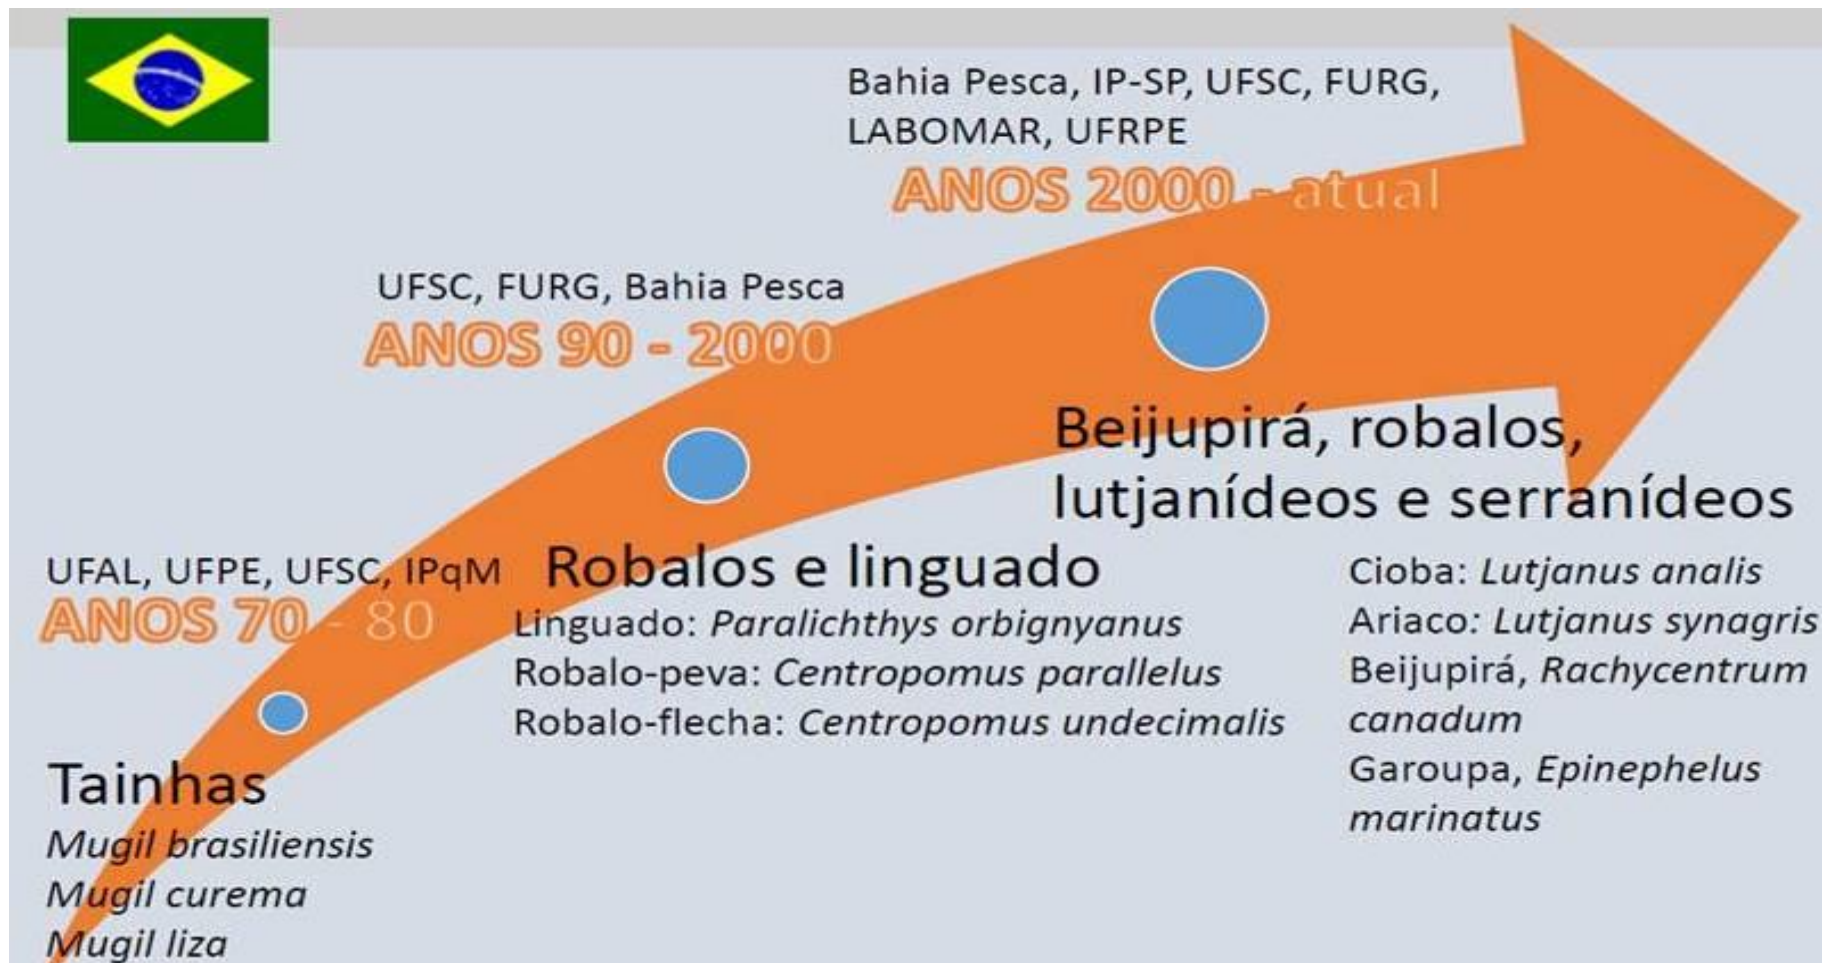 Bahia Pesca, IP-SP, UFSC, FURG,
LABOMAR, UFRPE
ANOS 2000 - atual
UFSC, FURG, Bahia Pesca
ANOS 90 - 2000
Beijupirá, robalos,
lutjanídeos e serranídeos
Cioba: Lutjanus analis
Ariaco: Lutjanus synagris
Beijupirá, Rachycentrum
canadum
Garoupa, Epinephelus
marinatus
Robalos e linguado
Linguado: Paralichthys orbignyanus
Robalo-peva: Centropomus parallelus
Robalo-flecha: Centropomus undecimalis
UFAL, UFPE, UFSC, IPqM
ANOS 70 - 80
Tainhas
Mugil brasiliensis
Mugil curema
Mugil liza